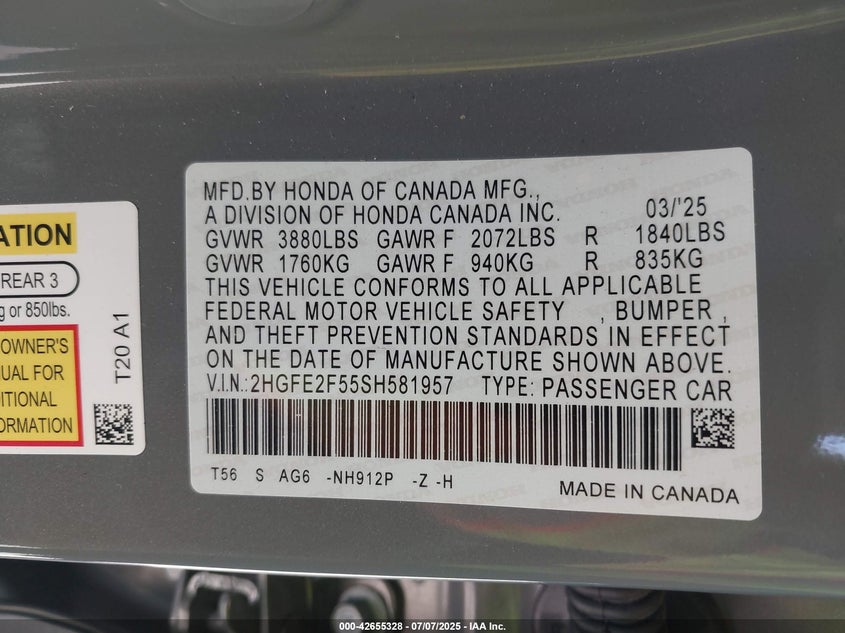 ATION
REAR 3
g or 850lbs.
OWNER'S
UAL FOR
DITIONAL
ORMATION
T20 A1
MFD.BY HONDA OF CANADA MFG.,
A DIVISION OF HONDA CANADA INC. 03/'25
GVWR 3880LBS GAWR F 2072LBS R 1840LBS
GVWR 1760KG GAWR F 940KG R 835KG
THIS VEHICLE CONFORMS TO ALL APPLICABLE
FEDERAL MOTOR VEHICLE SAFETY , BUMPER ,
AND THEFT PREVENTION STANDARDS IN EFFECT
ON THE DATE OF MANUFACTURE SHOWN ABOVE.
V.I.N.:2HGFE2F55SH581957 TYPE: PASSENGER CAR
T56 S AG6 -NH912P -Z -H
MADE IN CANADA
000-42655328 - 07/07/2025 - IAA Inc.